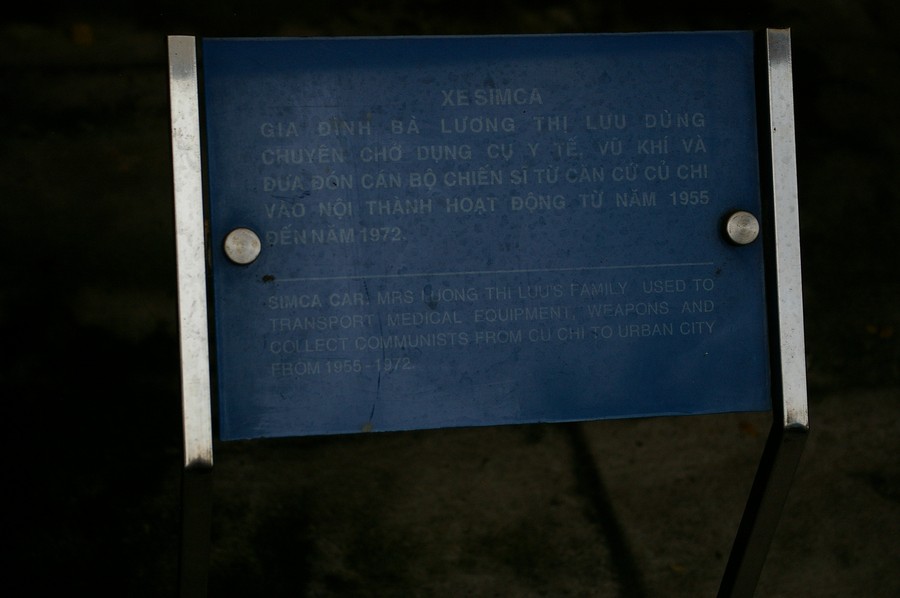 XE SIMCA
GIA ĐÌNH BÀ LƯƠNG THỊ LƯU DÙNG
CHUYÊN CHỞ DỤNG CỤ Y TẾ, VŨ KHÍ VÀ
ĐƯA ĐÓN CÁN BỘ CHIẾN SĨ TỪ CĂN CỨ CỦ CHI
VÀO NỘI THÀNH HOẠT ĐỘNG TỪ NĂM 1955
ĐẾN NĂM 1972.
SIMCA CAR. MRS LUONG THI LUU'S FAMILY USED TO
TRANSPORT MEDICAL EQUIPMENT, WEAPONS AND
COLLECT COMMUNISTS FROM CU CHI TO URBAN CITY
FROM 1955 - 1972.